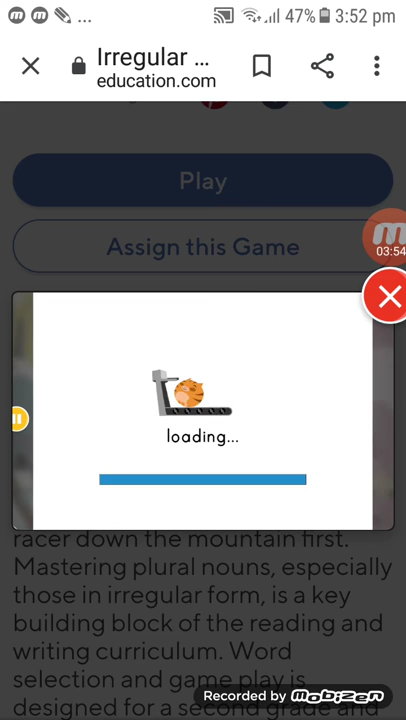 ... 47% 3:52 pm
Irregular ...
education.com
Play
Assign this Game
03:54
loading...
racer down the mountain first.
Mastering plural nouns, especially
those in irregular form, is a key
building block of the reading and
writing curriculum. Word
selection and game play is
designed for a second grade and
Recorded by Mobizen